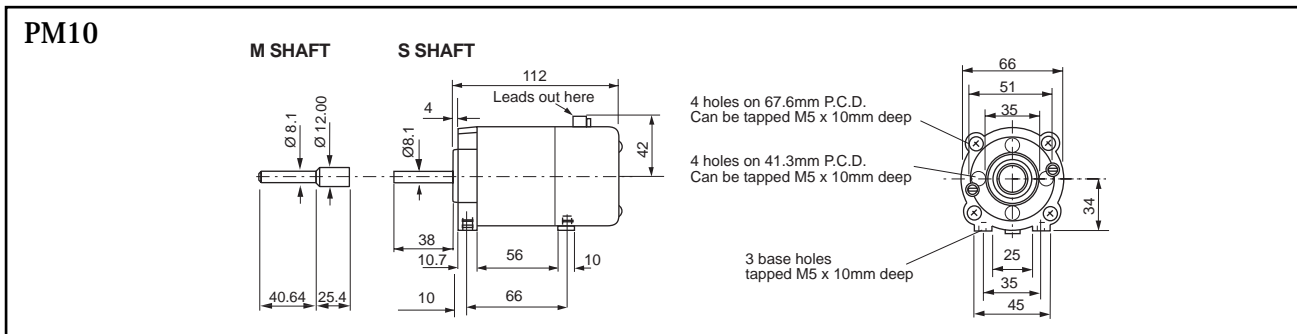 PM10
M SHAFT
S SHAFT
112
Leads out here
4
Ø 8.1
Ø 12.00
Ø8.1
42
38
10.7
56
10
40.64
25.4
10
66
4 holes on 67.6mm P.C.D.
Can be tapped M5 x 10mm deep
4 holes on 41.3mm P.C.D.
Can be tapped M5 x 10mm deep
3 base holes
tapped M5 x 10mm deep
66
51
35
34
25
35
45